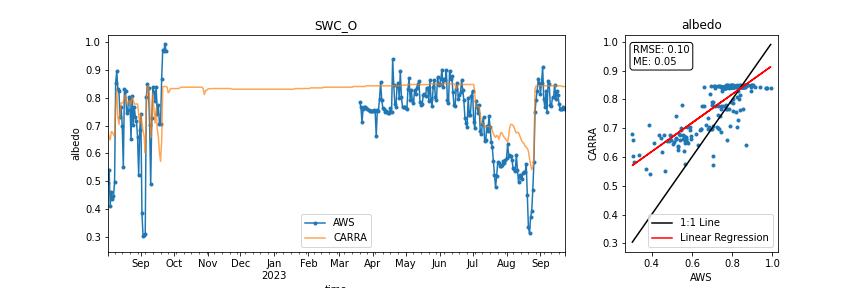 SWC_O
albedo
1.0
0.9
0.8
0.7
0.6
0.5
0.4
0.3
albedo
AWS
CARRA
Sep Oct Nov Dec Jan Feb Mar Apr May Jun Jul Aug Sep
2023
time
albedo
RMSE: 0.10
ME: 0.05
1.0
0.9
0.8
0.7
0.6
0.5
0.4
0.3
CARRA
1:1 Line
Linear Regression
0.4 0.6 0.8 1.0
AWS